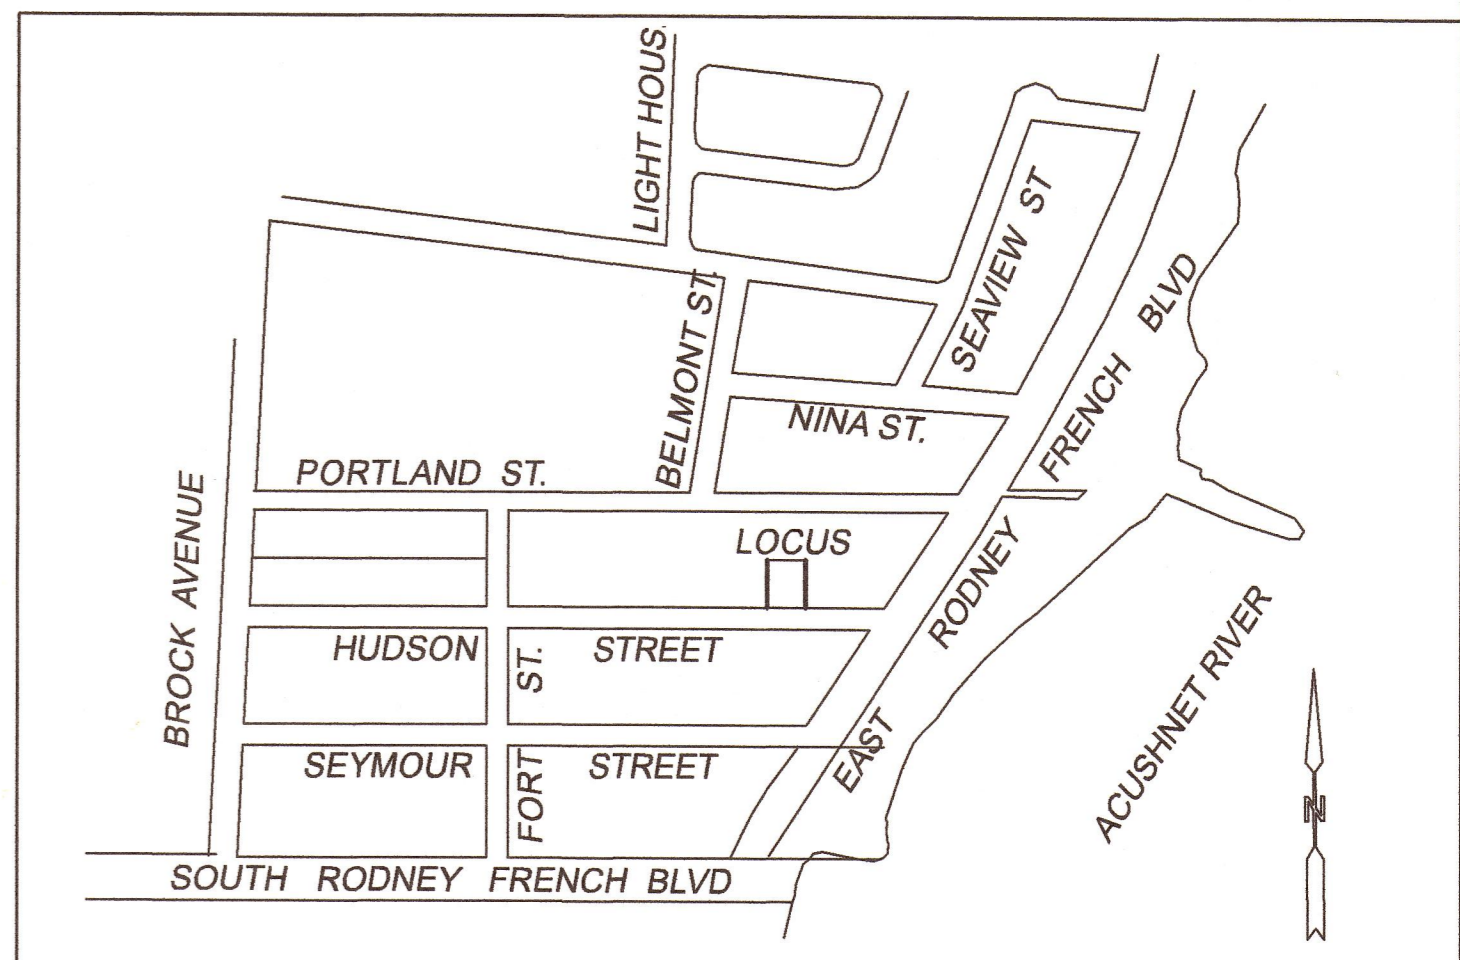 LIGHT HOUS
SEAVIEW ST
BELMONT ST.
NINA ST.
PORTLAND ST.
BROCK AVENUE
LOCUS
HUDSON STREET
SEYMOUR STREET
FORT ST.
EAST RODNEY FRENCH BLVD
ACUSHNET RIVER
N
SOUTH RODNEY FRENCH BLVD